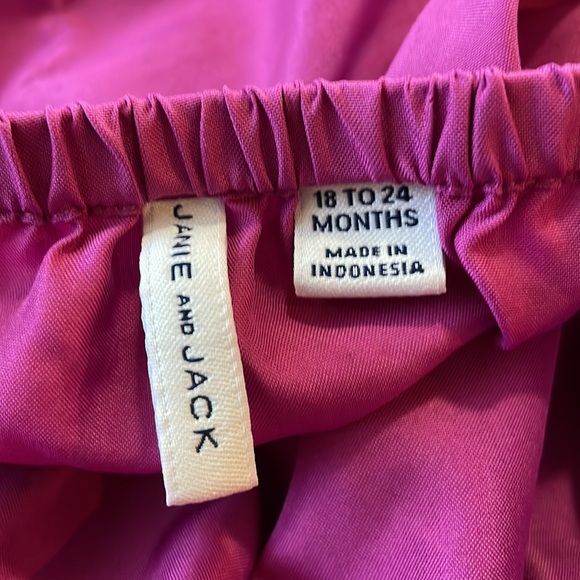 JANIE AND JACK
18 TO 24
MONTHS
MADE IN
INDONESIA